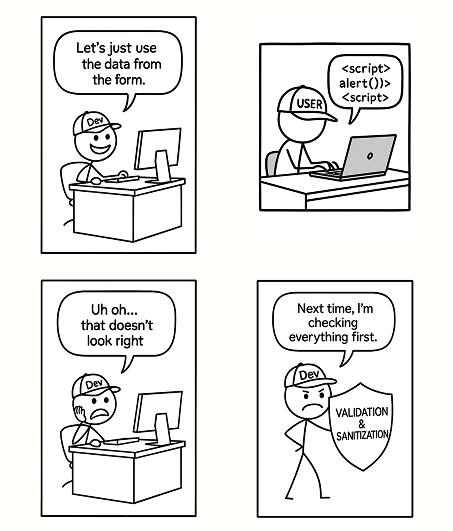 Let's just use
the data from
the form.
Dev
<script>
alert())>
<script>
USER
Uh oh...
that doesn't
look right
Dev
Next time, I'm
checking
everything first.
Dev
VALIDATION
&
SANITIZATION